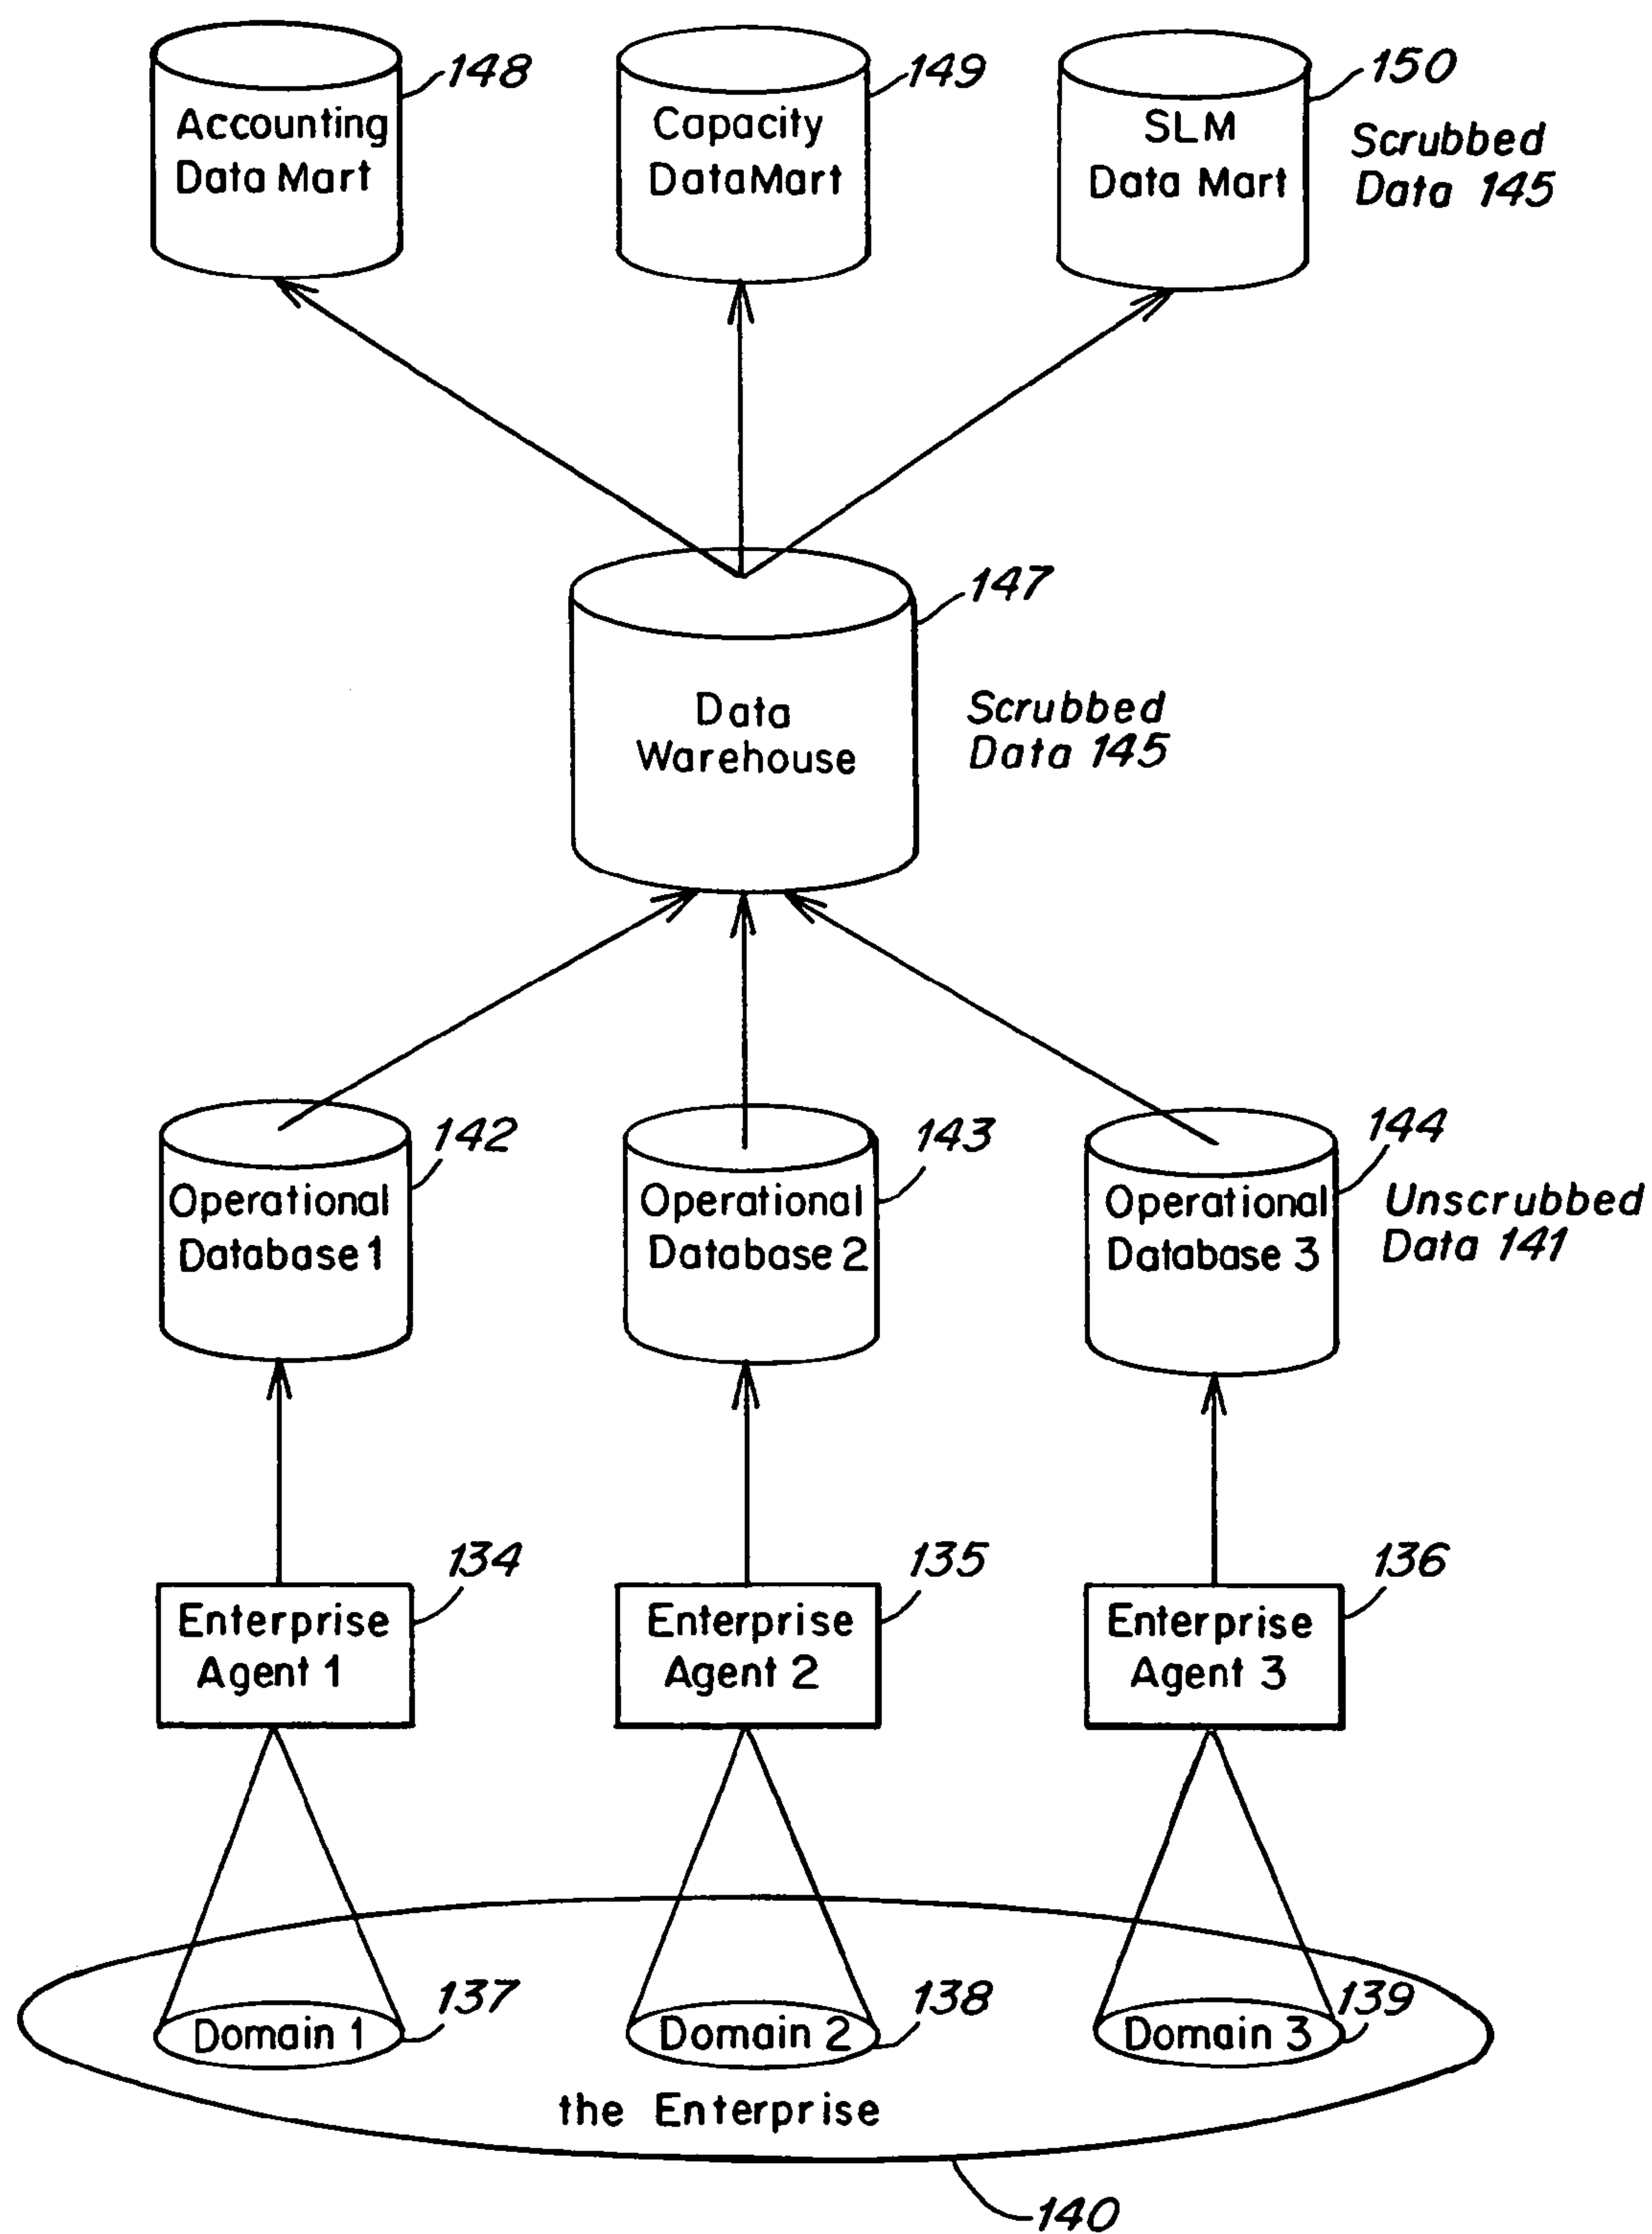 148
Accounting
Data Mart
149
Capacity
DataMart
150
SLM
Data Mart
Scrubbed
Data 145
147
Data
Warehouse
Scrubbed
Data 145
142
Operational
Database 1
143
Operational
Database 2
144
Operational
Database 3
Unscrubbed
Data 141
134
Enterprise
Agent 1
135
Enterprise
Agent 2
136
Enterprise
Agent 3
137
Domain 1
138
Domain 2
139
Domain 3
the Enterprise
140